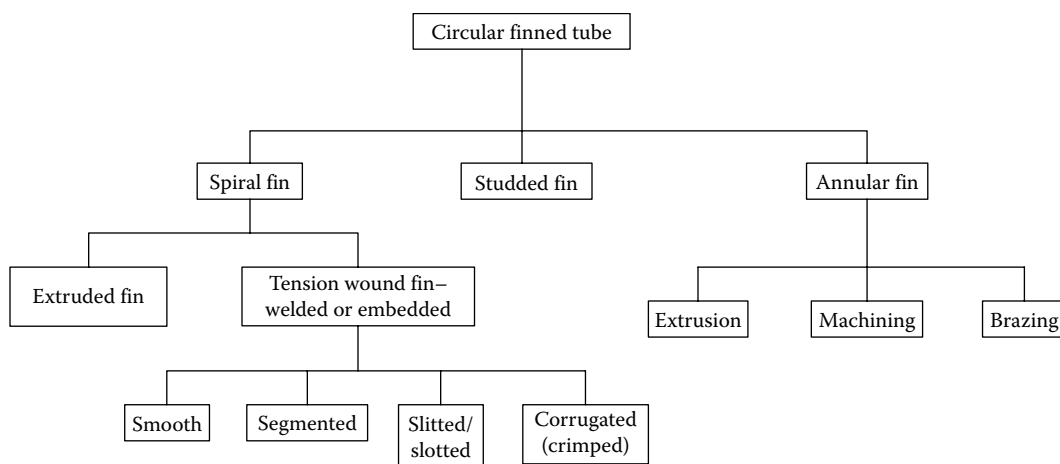 Circular finned tube
Spiral fin
Studded fin
Annular fin
Extruded fin
Tension wound fin–
welded or embedded
Extrusion
Machining
Brazing
Smooth
Segmented
Slitted/
slotted
Corrugated
(crimped)